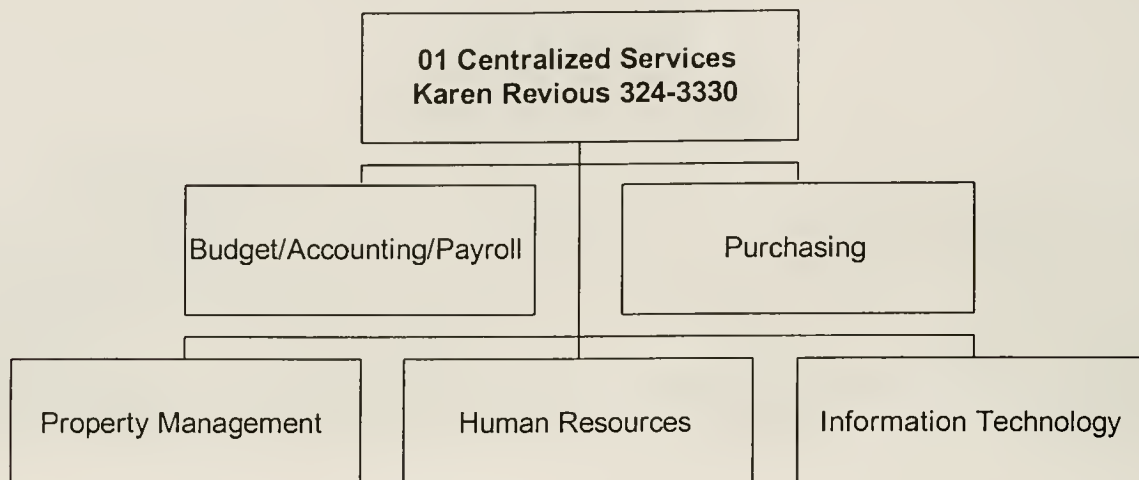 01 Centralized Services
Karen Revious 324-3330
Budget/Accounting/Payroll
Purchasing
Property Management
Human Resources
Information Technology